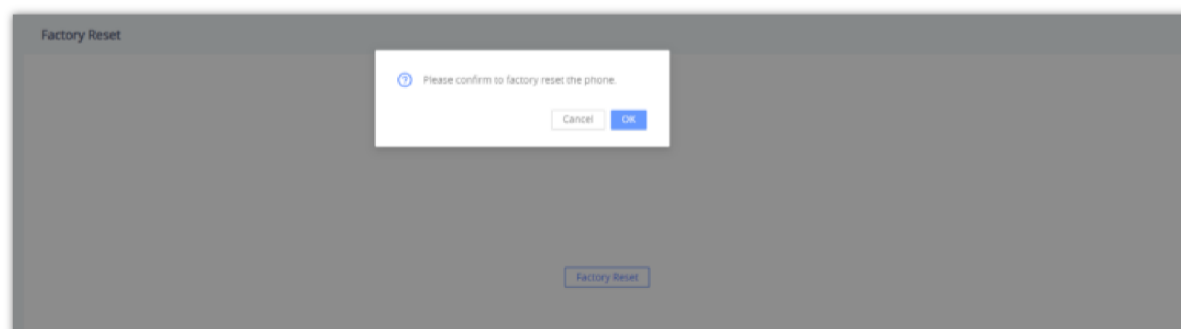 Factory Reset
Please confirm to factory reset the phone.
Cancel OK
Factory Reset